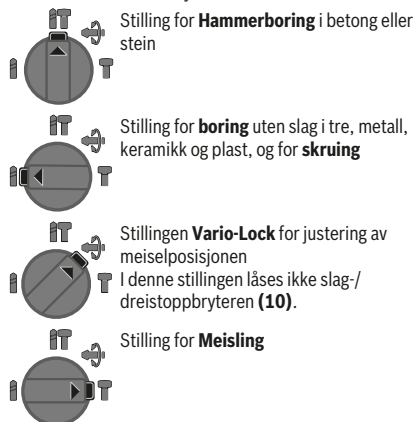 Stilling for Hammerboring i betong eller
stein
Stilling for boring uten slag i tre, metall,
keramikk og plast, og for skruing
Stillingen Vario-Lock for justering av
meiselposisjonen
I denne stillingen låses ikke slag-/
dreistoppbryteren (10).
Stilling for Meisling